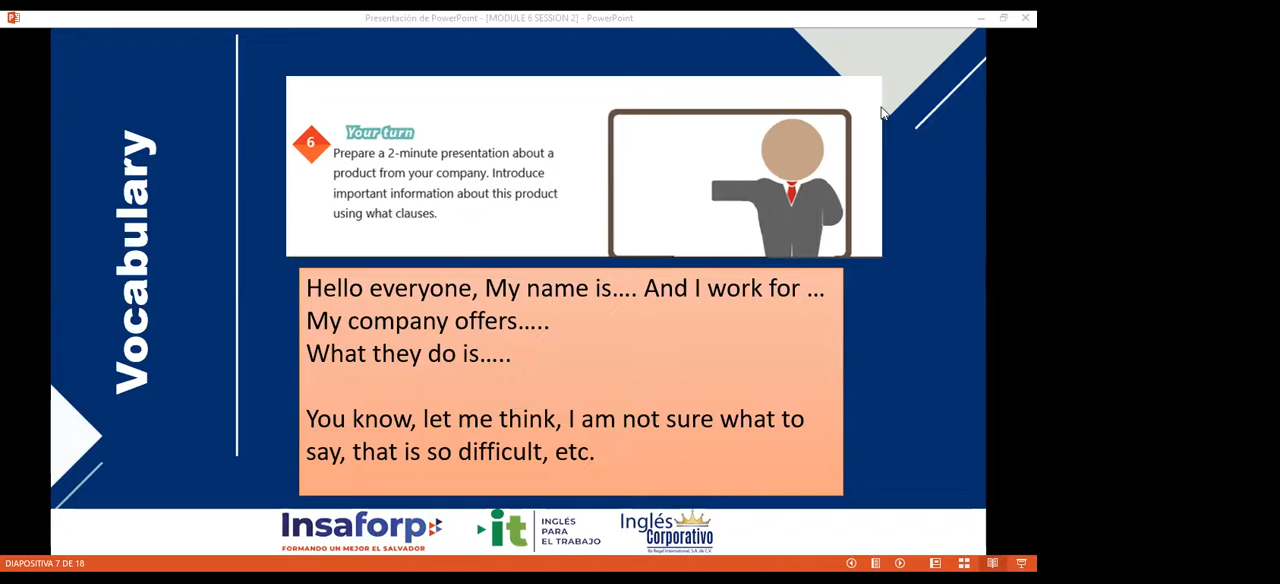 Presentación de PowerPoint - [MODULE 6 SESSION 2] - PowerPoint
Vocabulary
6
Your turn
Prepare a 2-minute presentation about a
product from your company. Introduce
important information about this product
using what clauses.
Hello everyone, My name is.... And I work for ...
My company offers.....
What they do is.....
You know, let me think, I am not sure what to
say, that is so difficult, etc.
Insaforp
FORMANDO UN MEJOR EL SALVADOR
it
INGLÉS
PARA
EL TRABAJO
Inglés
Corporativo
By Regal International, S.A. de C.V.
DIAPOSITIVA 7 DE 18